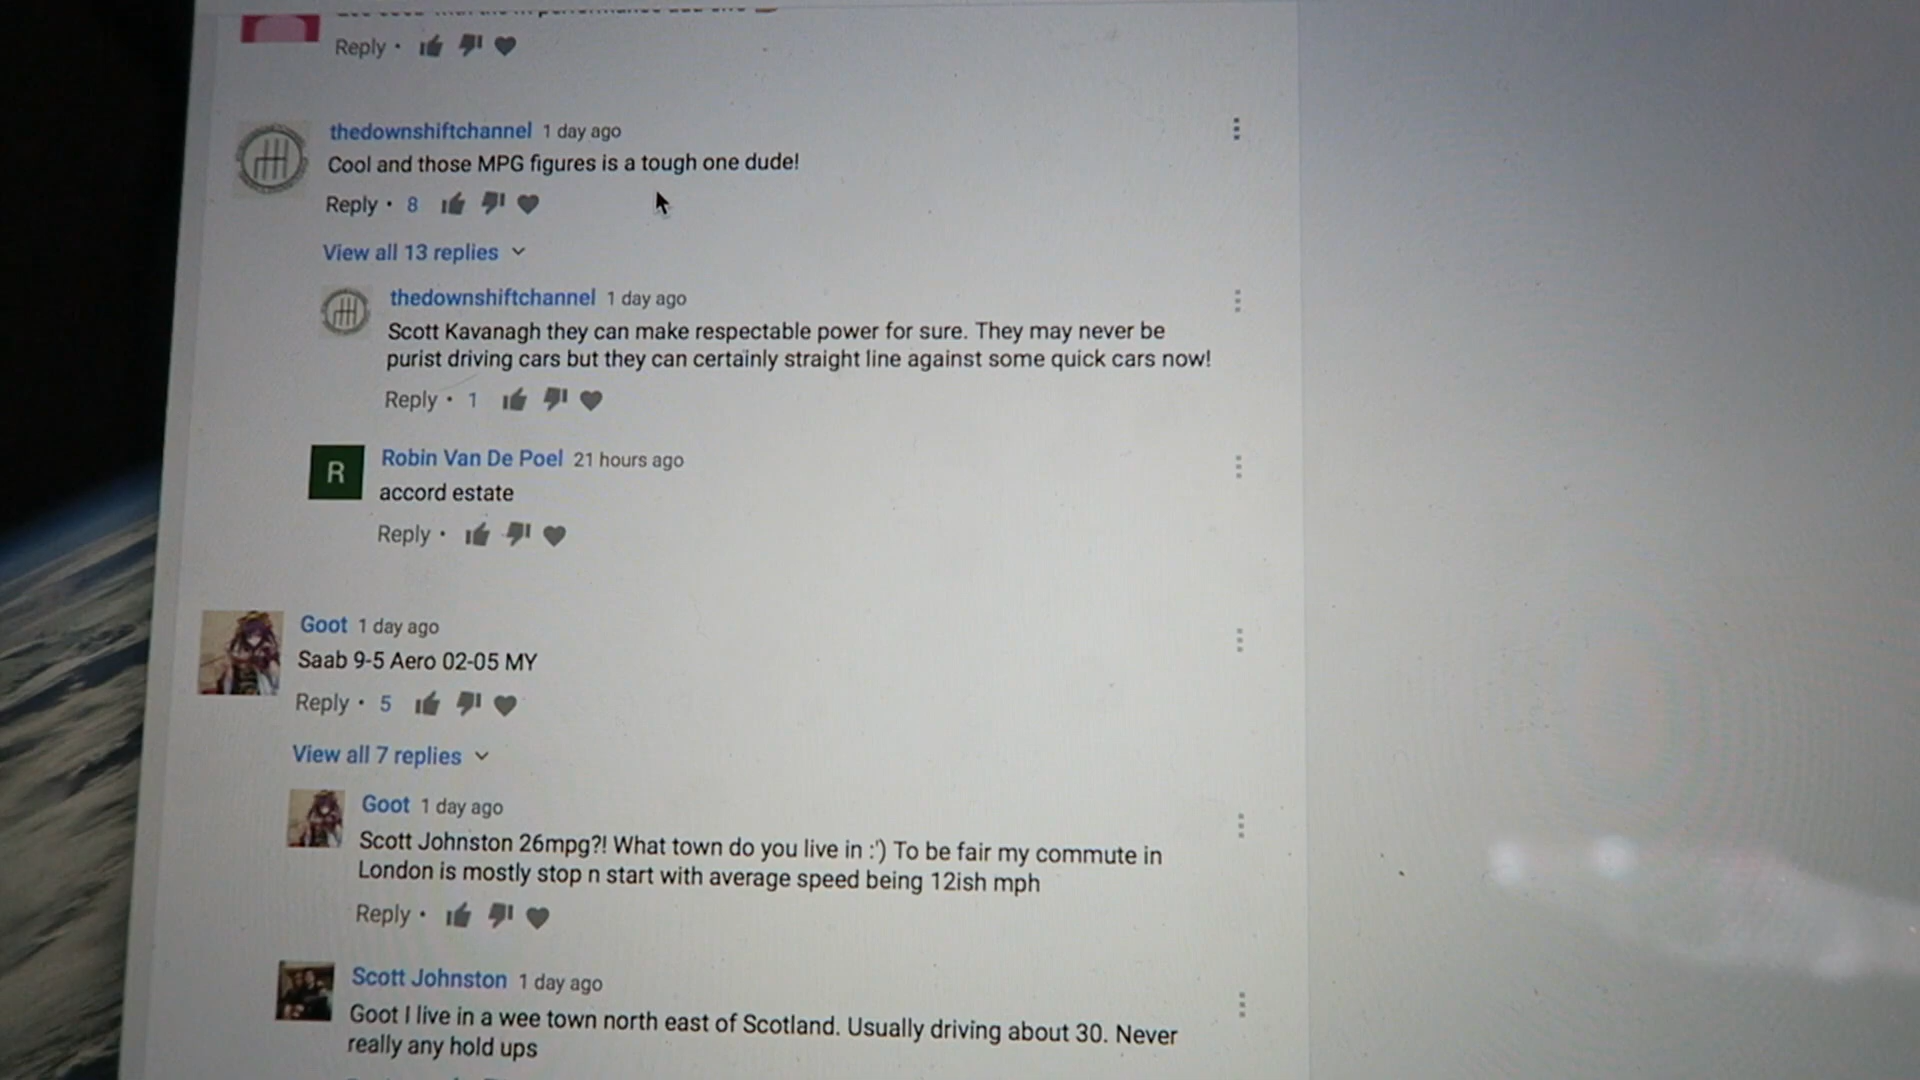 Reply •
thedownshiftchannel 1 day ago
Cool and those MPG figures is a tough one dude!
Reply • 8
View all 13 replies
thedownshiftchannel 1 day ago
Scott Kavanagh they can make respectable power for sure. They may never be
purist driving cars but they can certainly straight line against some quick cars now!
Reply • 1
R
Robin Van De Poel 21 hours ago
accord estate
Reply •
Goot 1 day ago
Saab 9-5 Aero 02-05 MY
Reply • 5
View all 7 replies
Goot 1 day ago
Scott Johnston 26mpg?! What town do you live in :') To be fair my commute in
London is mostly stop n start with average speed being 12ish mph
Reply •
Scott Johnston 1 day ago
Goot I live in a wee town north east of Scotland. Usually driving about 30. Never
really any hold ups